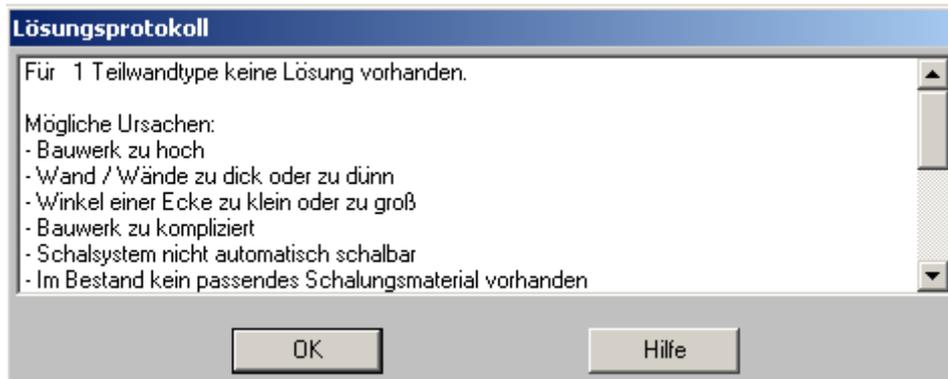 Lösungsprotokoll
Für 1 Teilwandtype keine Lösung vorhanden.
Mögliche Ursachen:
- Bauwerk zu hoch
- Wand / Wände zu dick oder zu dünn
- Winkel einer Ecke zu klein oder zu groß
- Bauwerk zu kompliziert
- Schalsystem nicht automatisch schalbar
- Im Bestand kein passendes Schalungsmaterial vorhanden
OK
Hilfe